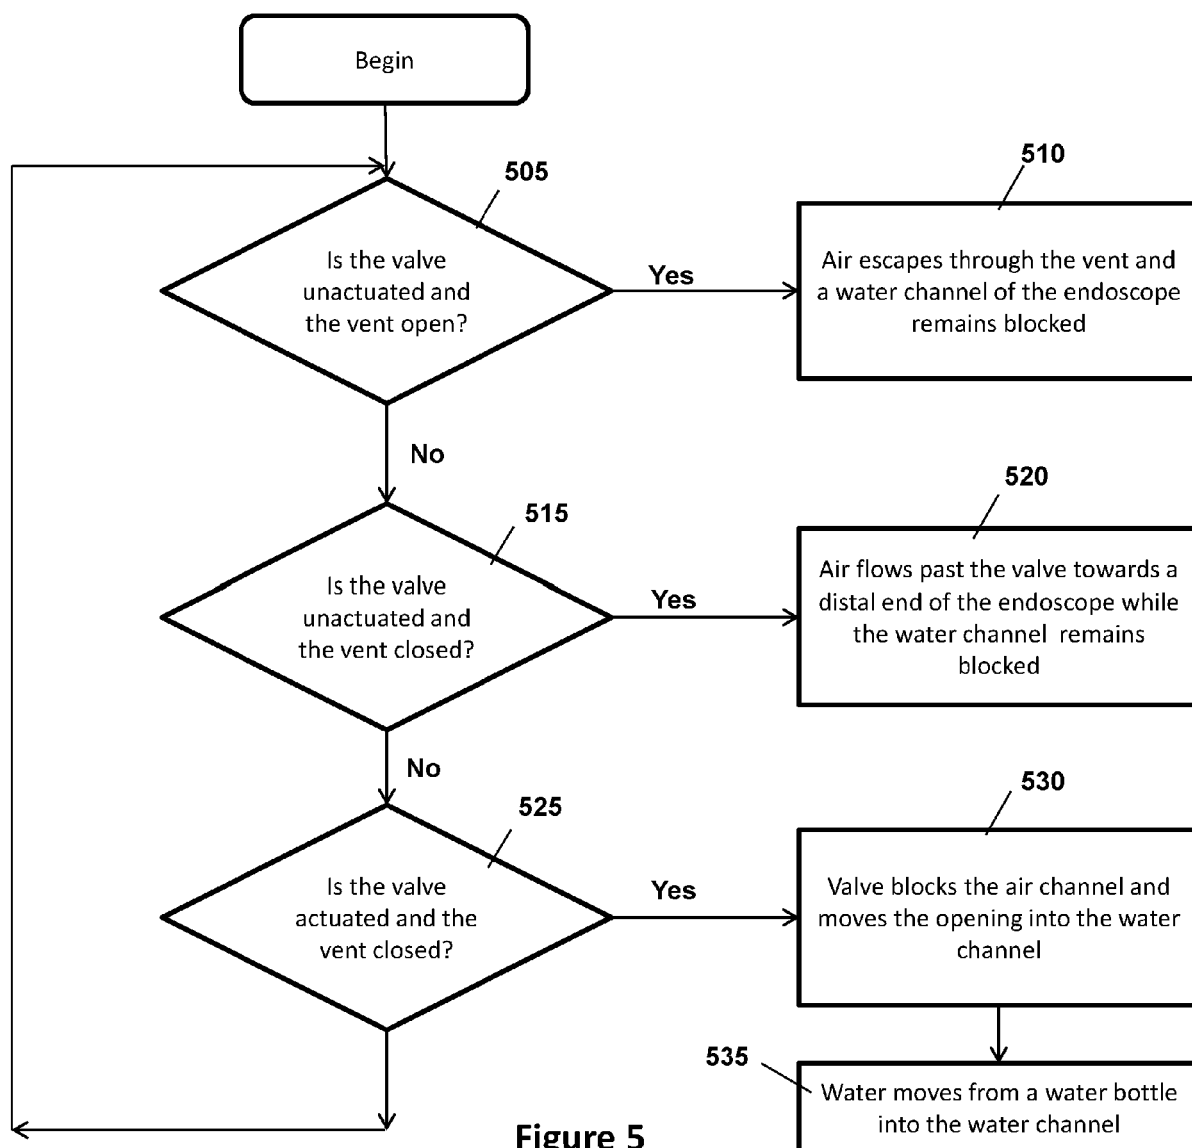 Begin
505
Is the valve
unactuated and
the vent open?
Yes
510
Air escapes through the vent and
a water channel of the endoscope
remains blocked
No
515
Is the valve
unactuated and
the vent closed?
Yes
520
Air flows past the valve towards a
distal end of the endoscope while
the water channel remains
blocked
No
525
Is the valve
actuated and the
vent closed?
Yes
530
Valve blocks the air channel and
moves the opening into the water
channel
535
Water moves from a water bottle
into the water channel
Figure 5